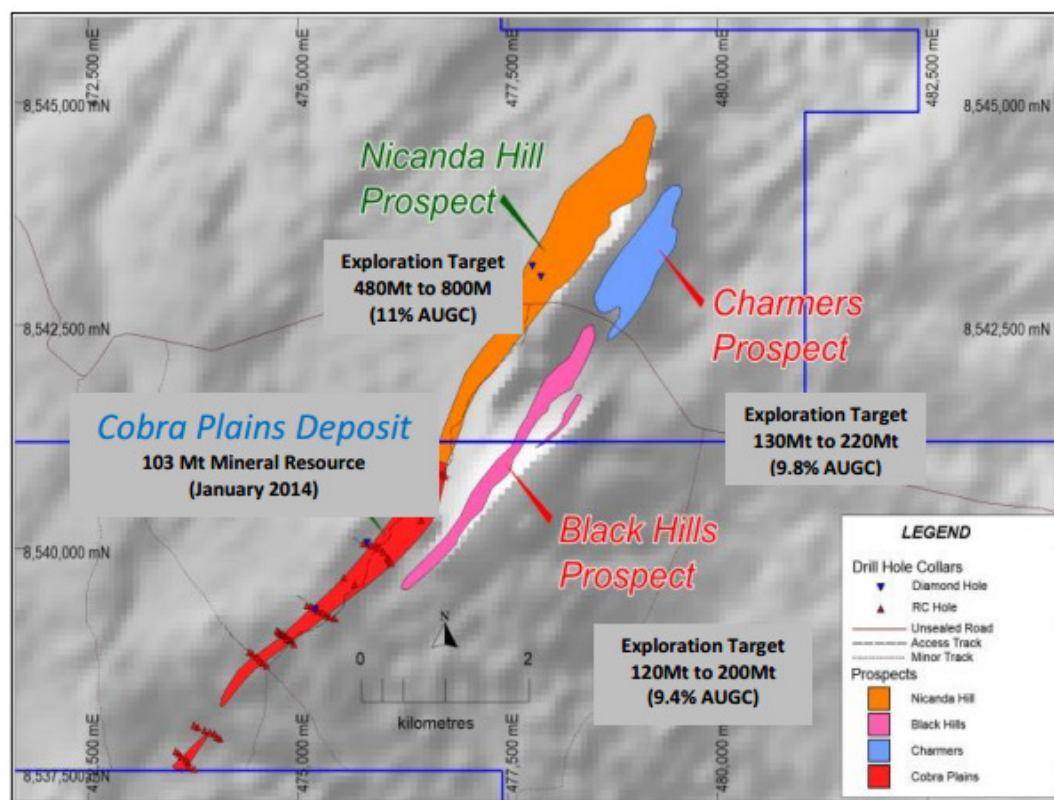 472,500 mE
475,000 mE
477,500 mE
480,000 mE
482,500 mE
8,545,000 mN
8,545,000 mN
Nicanda Hill
Prospect
Exploration Target
480Mt to 800M
(11% AUGC)
8,542,500 mN
8,542,500 mN
Charmers
Prospect
Cobra Plains Deposit
103 Mt Mineral Resource
(January 2014)
Exploration Target
130Mt to 220Mt
(9.8% AUGC)
Black Hills
Prospect
8,540,000 mN
N
0 2
kilometres
Exploration Target
120Mt to 200Mt
(9.4% AUGC)
LEGEND
Drill Hole Collars
Diamond Hole
RC Hole
Unsealed Road
Access Track
Minor Track
Prospects
Nicanda Hill
Black Hills
Charmers
Cobra Plains
8,537,500
475,000 mE
477,500 mE
480,000 mE